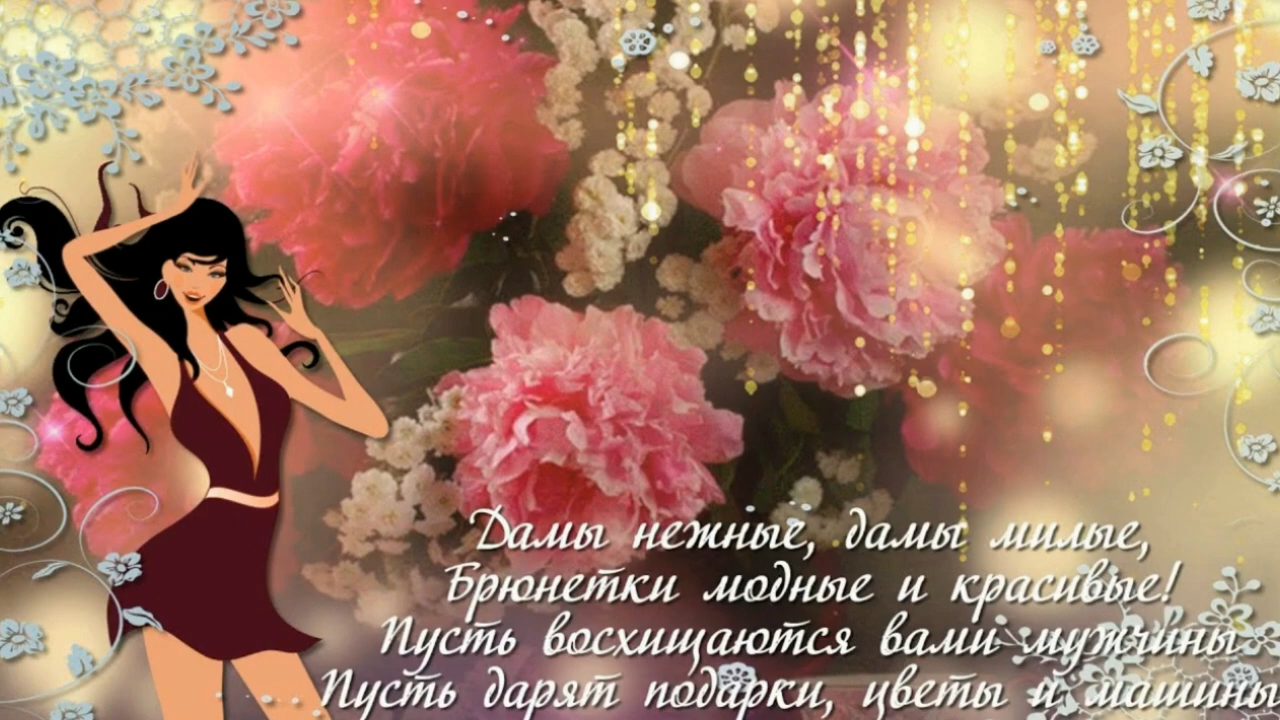 Дамы нежные, дамы милые,
Брюнетки модные и красивые!
Пусть восхищаются вами мужчины
Пусть дарят подарки, цветы и машины